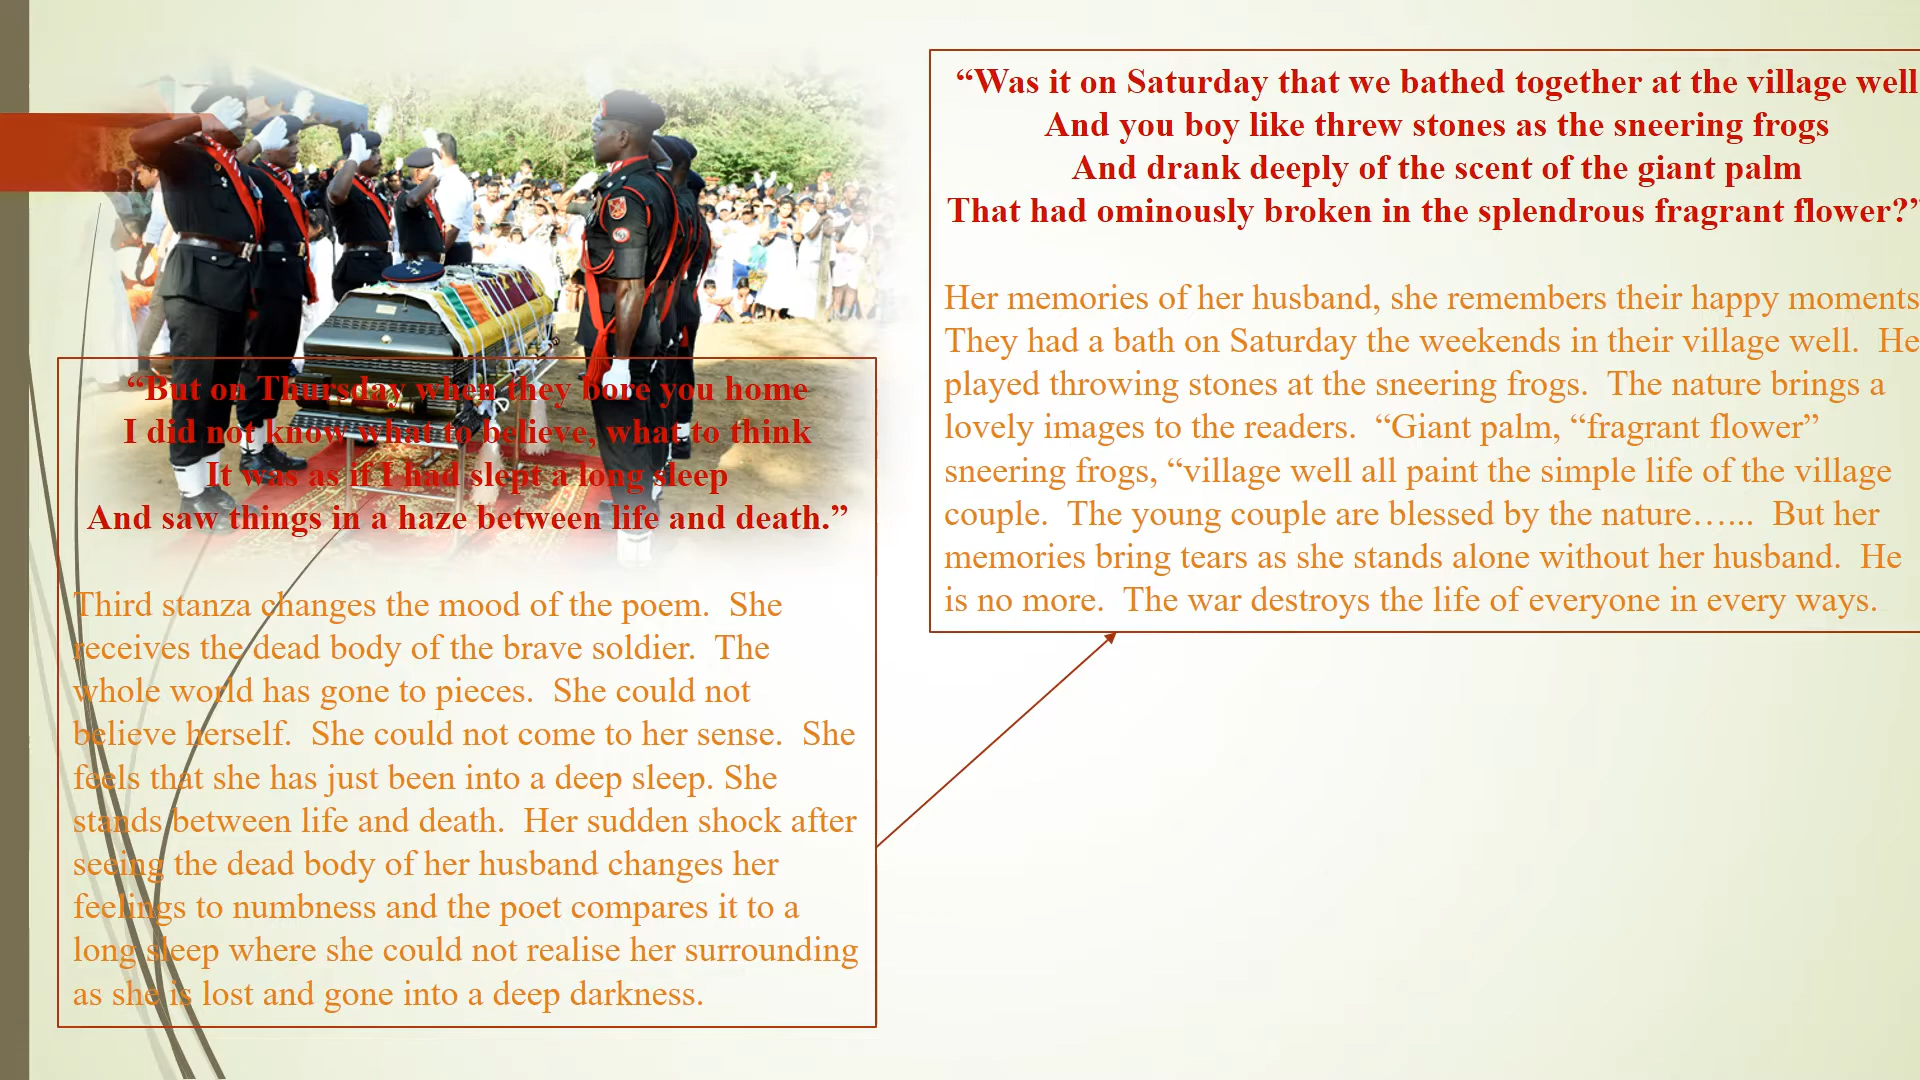 “But on Thursday when they bore you home
I did not know what to believe, what to think
It was as if I had slept a long sleep
And saw things in a haze between life and death.”
Third stanza changes the mood of the poem.  She
receives the dead body of the brave soldier.  The
whole world has gone to pieces.  She could not
believe herself.  She could not come to her sense.  She
feels that she has just been into a deep sleep. She
stands between life and death.  Her sudden shock after
seeing the dead body of her husband changes her
feelings to numbness and the poet compares it to a
long sleep where she could not realise her surrounding
as she is lost and gone into a deep darkness.
“Was it on Saturday that we bathed together at the village well
And you boy like threw stones as the sneering frogs
And drank deeply of the scent of the giant palm
That had ominously broken in the splendrous fragrant flower?”
Her memories of her husband, she remembers their happy moments
They had a bath on Saturday the weekends in their village well.  He
played throwing stones at the sneering frogs.  The nature brings a
lovely images to the readers.  “Giant palm, “fragrant flower”
sneering frogs, “village well all paint the simple life of the village
couple.  The young couple are blessed by the nature…...  But her
memories bring tears as she stands alone without her husband.  He
is no more.  The war destroys the life of everyone in every ways.